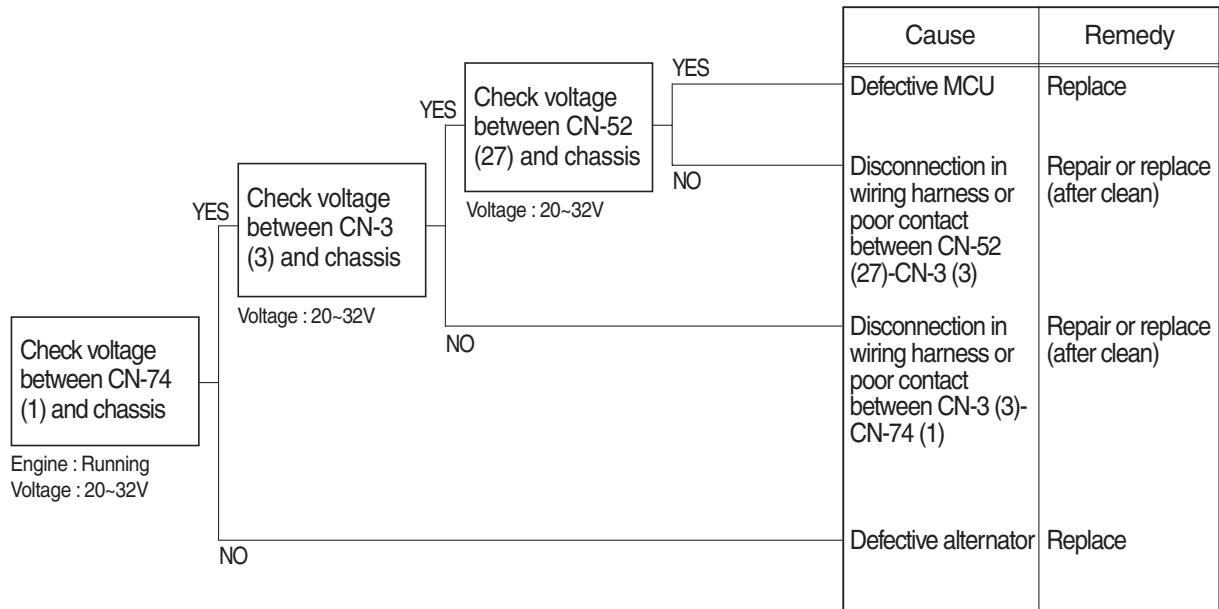 Cause
Remedy
YES
Defective MCU
Replace
YES
Check voltage
between CN-52
(27) and chassis
Voltage : 20~32V
NO
Disconnection in
wiring harness or
poor contact
between CN-52
(27)-CN-3 (3)
Repair or replace
(after clean)
YES
Check voltage
between CN-3
(3) and chassis
Voltage : 20~32V
NO
Disconnection in
wiring harness or
poor contact
between CN-3 (3)-
CN-74 (1)
Repair or replace
(after clean)
Check voltage
between CN-74
(1) and chassis
Engine : Running
Voltage : 20~32V
NO
Defective alternator
Replace